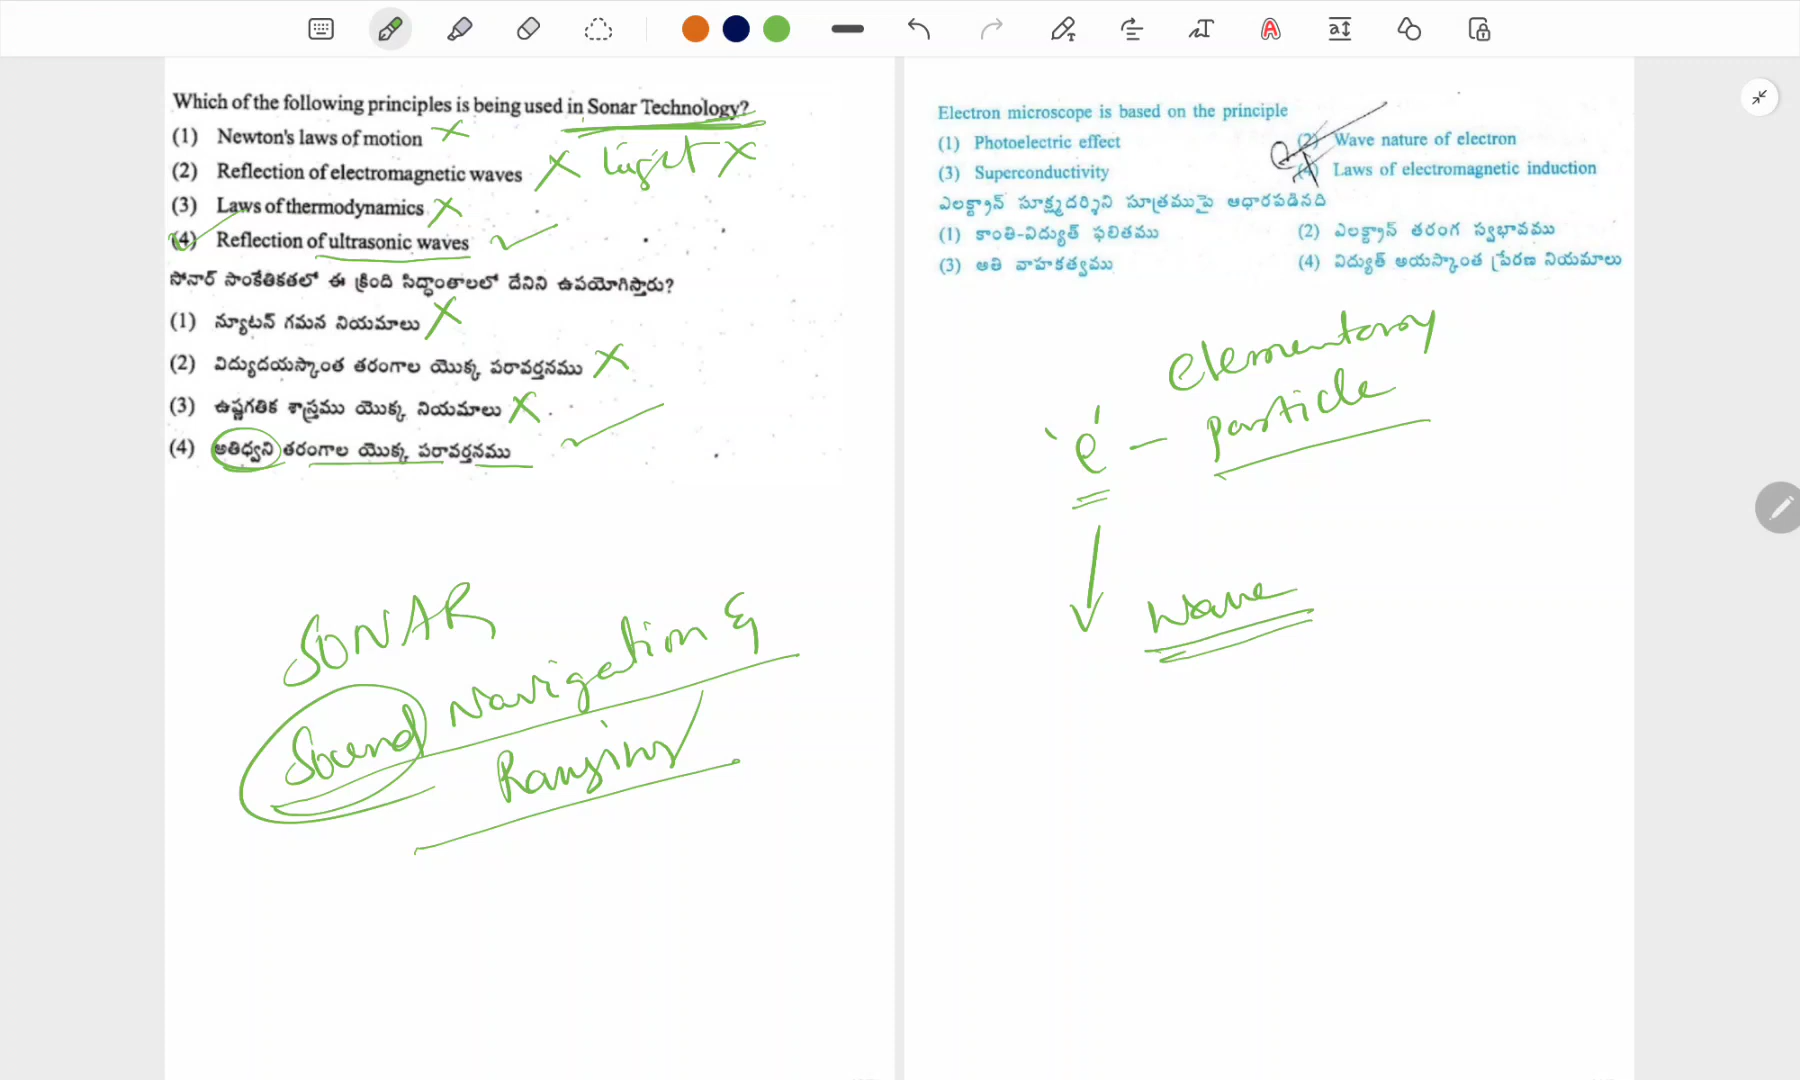 Which of the following principles is being used in Sonar Technology?
(1) Newton's laws of motion
(2) Reflection of electromagnetic waves
light
(3) Laws of thermodynamics
(4) Reflection of ultrasonic waves
సోనార్ సాంకేతికతలో ఈ క్రింది సిద్ధాంతాలలో దేనిని ఉపయోగిస్తారు?
(1) న్యూటన్ గమన నియమాలు
(2) విద్యుదయస్కాంత తరంగాల యొక్క పరావర్తనము
(3) ఉష్ణగతిక శాస్త్రము యొక్క నియమాలు
(4) అతిధ్వని తరంగాల యొక్క పరావర్తనము
SONAR
Sound Navigation &
Ranging
Electron microscope is based on the principle
(1) Photoelectric effect
(2) Wave nature of electron
(3) Superconductivity
(4) Laws of electromagnetic induction
ఎలక్ట్రాన్ సూక్ష్మదర్శిని సూత్రముపై ఆధారపడినది
(1) కాంతి-విద్యుత్ ఫలితము
(2) ఎలక్ట్రాన్ తరంగ స్వభావము
(3) అతి వాహకత్వము
(4) విద్యుత్ అయస్కాంత ప్రేరణ నియమాలు
elementary
'e' - particle
Wave